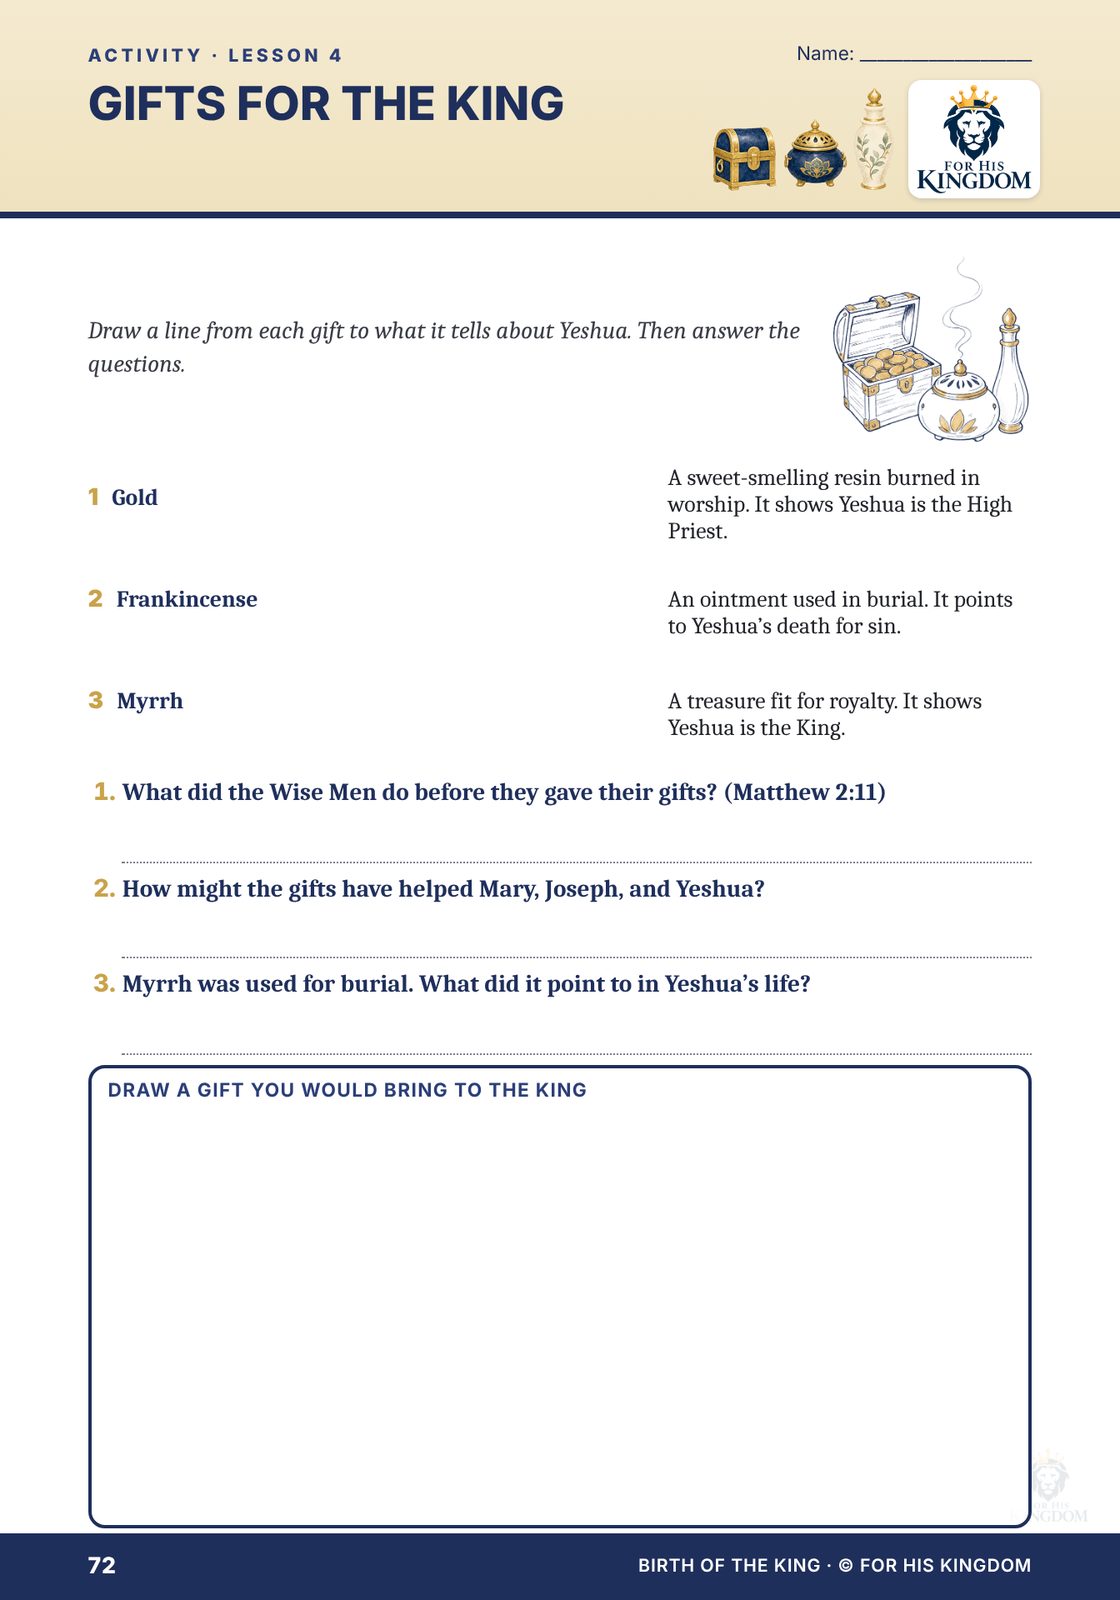 ACTIVITY · LESSON 4
Name: ___________________
GIFTS FOR THE KING
FOR HIS
KINGDOM
Draw a line from each gift to what it tells about Yeshua. Then answer the
questions.
1 Gold
A sweet-smelling resin burned in
worship. It shows Yeshua is the High
Priest.
2 Frankincense
An ointment used in burial. It points
to Yeshua’s death for sin.
3 Myrrh
A treasure fit for royalty. It shows
Yeshua is the King.
1. What did the Wise Men do before they gave their gifts? (Matthew 2:11)
2. How might the gifts have helped Mary, Joseph, and Yeshua?
3. Myrrh was used for burial. What did it point to in Yeshua’s life?
DRAW A GIFT YOU WOULD BRING TO THE KING
FOR HIS
KINGDOM
72
BIRTH OF THE KING · © FOR HIS KINGDOM